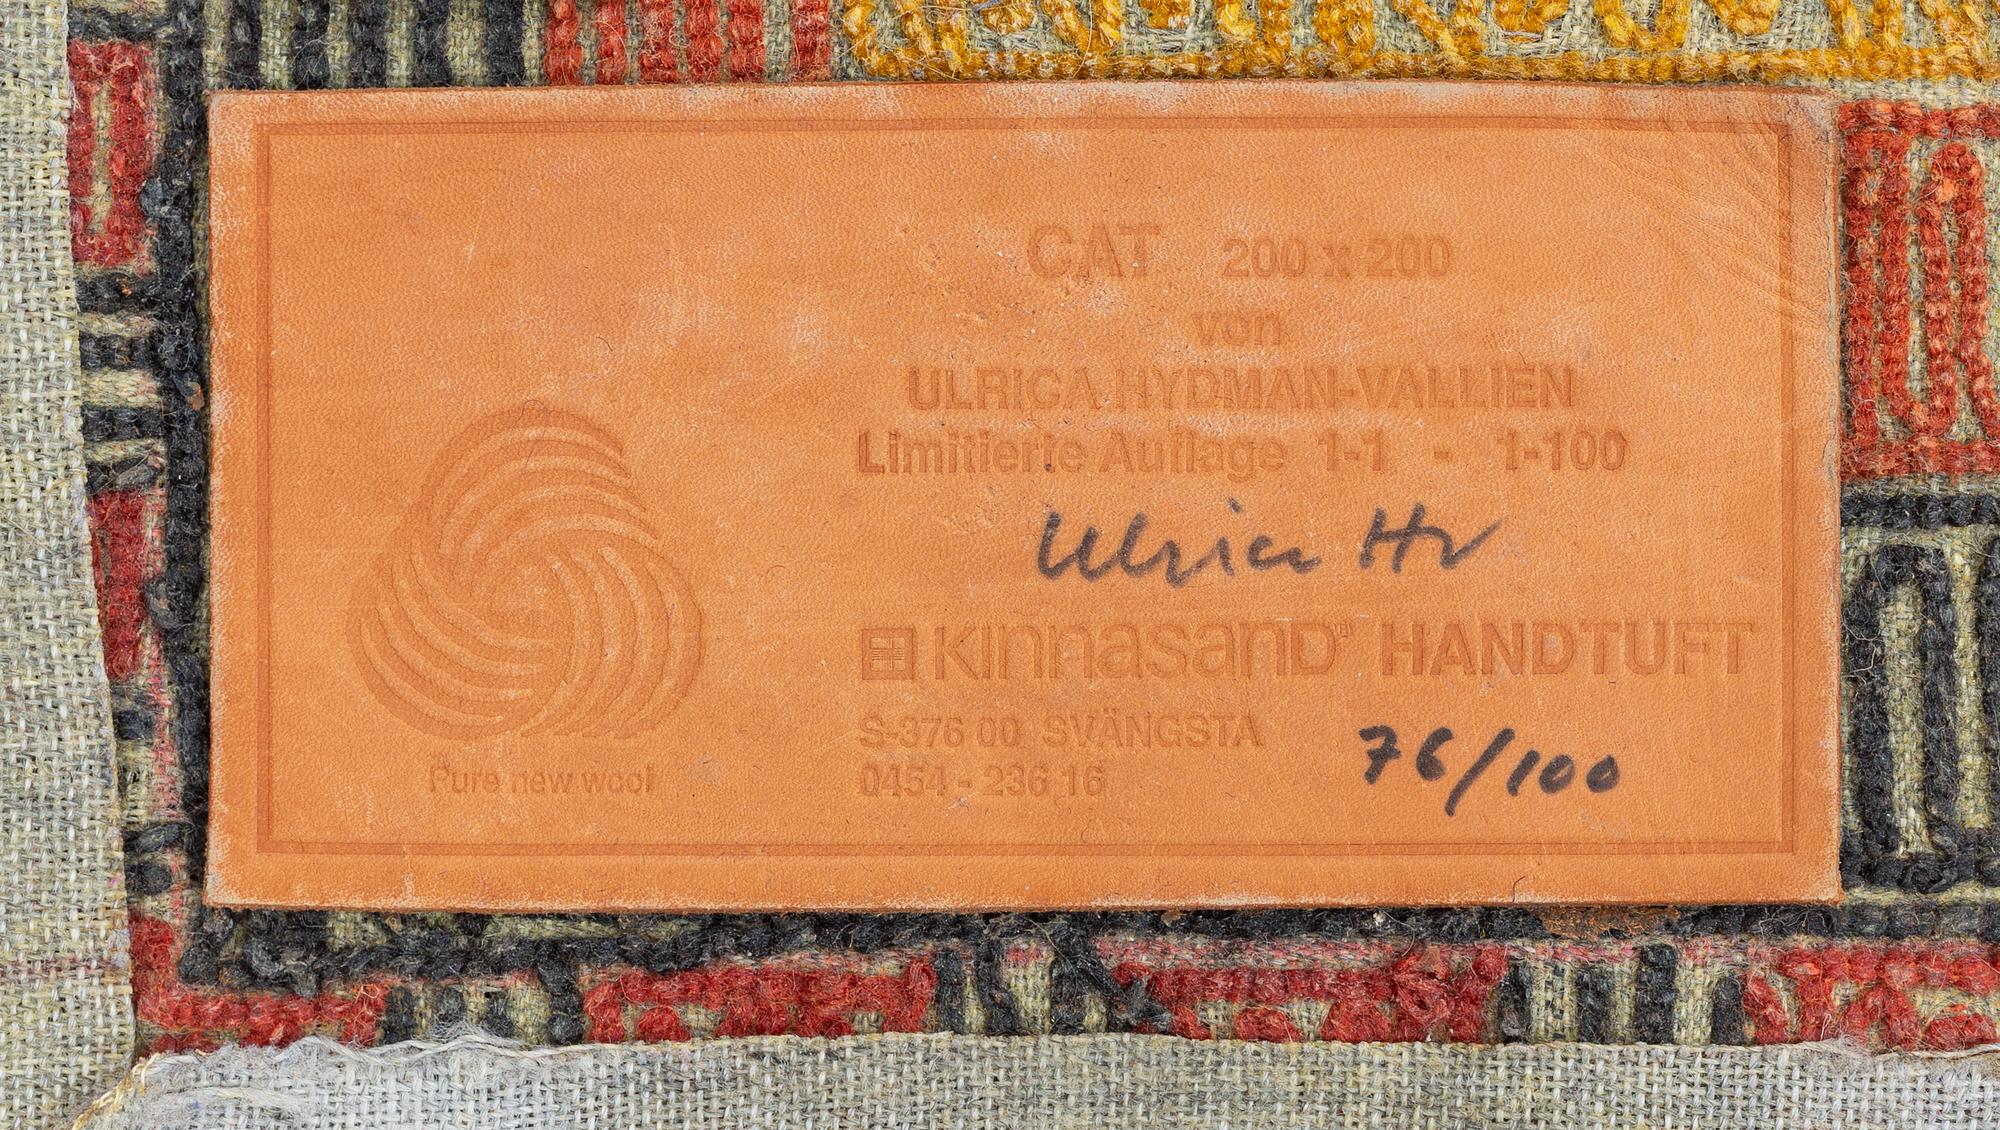 CAT 200 x 200
von
ULRICA HYDMAN-VALLIEN
Limitierte Auflage 1-1 - 1-100
Ulrica Hv
KINNASAND® HANDTUFT
S-376 00 SVÄNGSTA
0454 - 236 16
76/100
Pure new wool